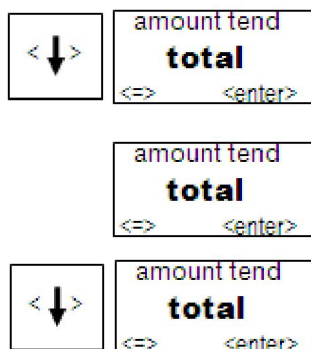 < ↓ > amount tend
total
<=> <enter>
amount tend
total
<=> <enter>
< ↓ > amount tend
total
<=> <enter>